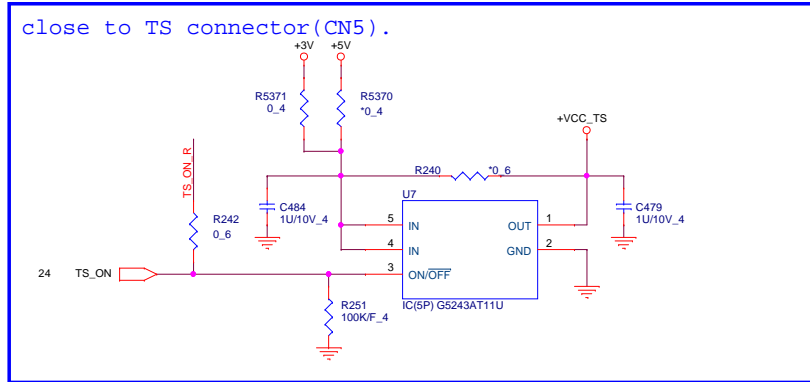 close to TS connector(CN5).
+3V +5V
R5371
0_4
R5370
*0_4
+VCC_TS
TS_ON_R
R240 *0_6
U7
C484
1U/10V_4
C479
1U/10V_4
R242
0_6
5 IN OUT 1
4 IN GND 2
24 TS_ON 3 ON/OFF
R251
100K/F_4
IC(5P) G5243AT11U